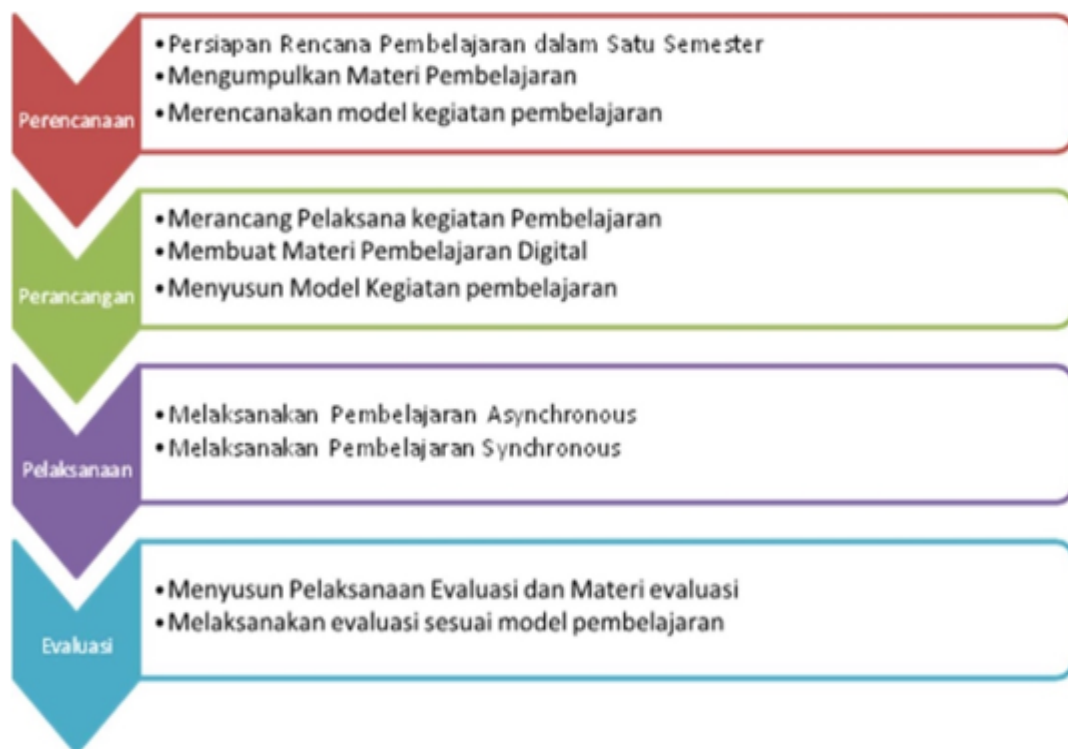 Perencanaan
•Persiapan Rencana Pembelajaran dalam Satu Semester
•Mengumpulkan Materi Pembelajaran
•Merencanakan model kegiatan pembelajaran
Perancangan
•Merancang Pelaksana kegiatan Pembelajaran
•Membuat Materi Pembelajaran Digital
•Menyusun Model Kegiatan pembelajaran
Pelaksanaan
•Melaksanakan Pembelajaran Asynchronous
•Melaksanakan Pembelajaran Synchronous
Evaluasi
•Menyusun Pelaksanaan Evaluasi dan Materi evaluasi
•Melaksanakan evaluasi sesuai model pembelajaran